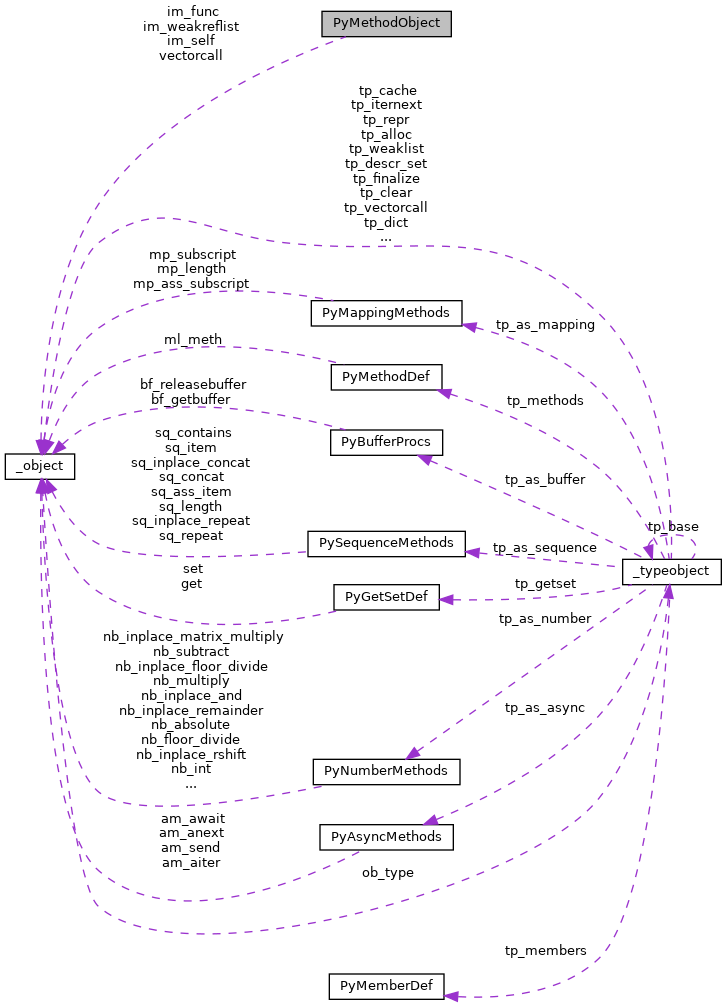 im_func
im_weakreflist
im_self
vectorcall
PyMethodObject
tp_cache
tp_iternext
tp_repr
tp_alloc
tp_weaklist
tp_descr_set
tp_finalize
tp_clear
tp_vectorcall
tp_dict
...
mp_subscript
mp_length
mp_ass_subscript
PyMappingMethods
tp_as_mapping
ml_meth
PyMethodDef
tp_methods
bf_releasebuffer
bf_getbuffer
PyBufferProcs
_object
tp_as_buffer
sq_contains
sq_item
sq_inplace_concat
sq_concat
sq_ass_item
sq_length
sq_inplace_repeat
sq_repeat
PySequenceMethods
tp_as_sequence
tp_base
_typeobject
set
get
PyGetSetDef
tp_getset
tp_as_number
nb_inplace_matrix_multiply
nb_subtract
nb_inplace_floor_divide
nb_multiply
nb_inplace_and
nb_inplace_remainder
nb_absolute
nb_floor_divide
nb_inplace_rshift
nb_int
...
PyNumberMethods
tp_as_async
am_await
am_anext
am_send
am_aiter
PyAsyncMethods
ob_type
tp_members
PyMemberDef